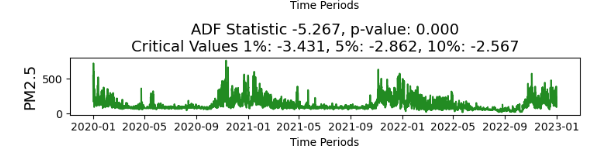 Time Periods
ADF Statistic -5.267, p-value: 0.000
Critical Values 1%: -3.431, 5%: -2.862, 10%: -2.567
PM2.5
500
0
2020-01 2020-05 2020-09 2021-01 2021-05 2021-09 2022-01 2022-05 2022-09 2023-01
Time Periods